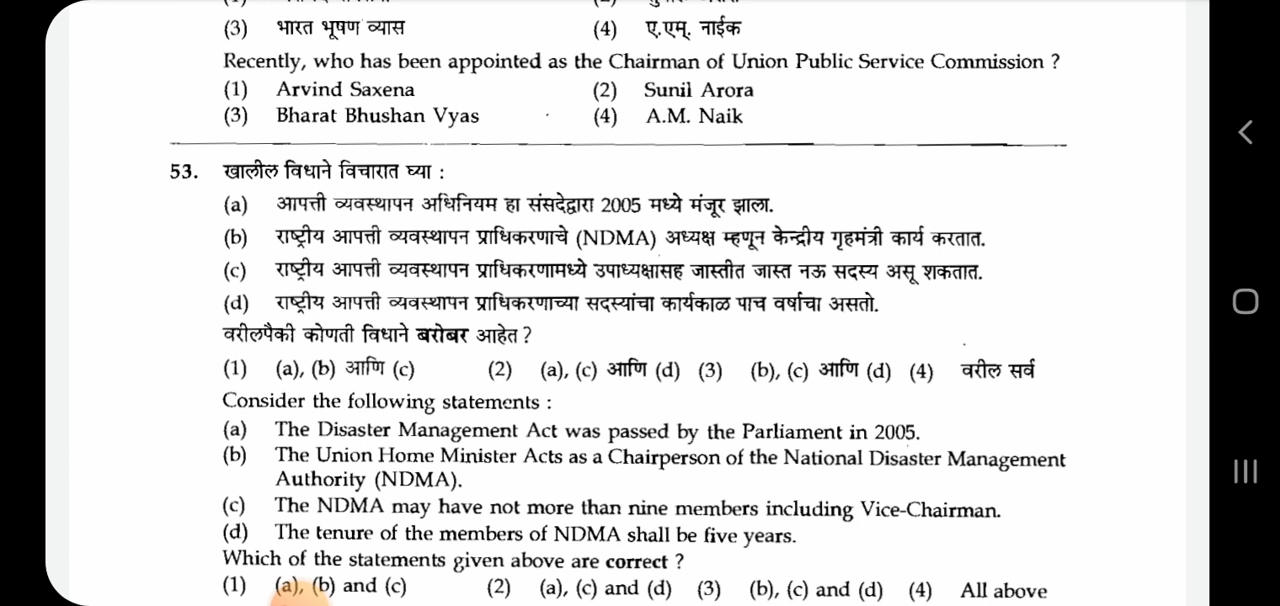 (3) भारत भूषण व्यास (4) ए.एम्. नाईक
Recently, who has been appointed as the Chairman of Union Public Service Commission ?
(1) Arvind Saxena (2) Sunil Arora
(3) Bharat Bhushan Vyas (4) A.M. Naik
53. खालील विधाने विचारात घ्या :
(a) आपत्ती व्यवस्थापन अधिनियम हा संसदेद्वारा 2005 मध्ये मंजूर झाला.
(b) राष्ट्रीय आपत्ती व्यवस्थापन प्राधिकरणाचे (NDMA) अध्यक्ष म्हणून केन्द्रीय गृहमंत्री कार्य करतात.
(c) राष्ट्रीय आपत्ती व्यवस्थापन प्राधिकरणामध्ये उपाध्यक्षासह जास्तीत जास्त नऊ सदस्य असू शकतात.
(d) राष्ट्रीय आपत्ती व्यवस्थापन प्राधिकरणाच्या सदस्यांचा कार्यकाळ पाच वर्षाचा असतो.
वरीलपैकी कोणती विधाने बरोबर आहेत ?
(1) (a), (b) आणि (c) (2) (a), (c) आणि (d) (3) (b), (c) आणि (d) (4) वरील सर्व
Consider the following statements :
(a) The Disaster Management Act was passed by the Parliament in 2005.
(b) The Union Home Minister Acts as a Chairperson of the National Disaster Management
Authority (NDMA).
(c) The NDMA may have not more than nine members including Vice-Chairman.
(d) The tenure of the members of NDMA shall be five years.
Which of the statements given above are correct ?
(1) (a), (b) and (c) (2) (a), (c) and (d) (3) (b), (c) and (d) (4) All above